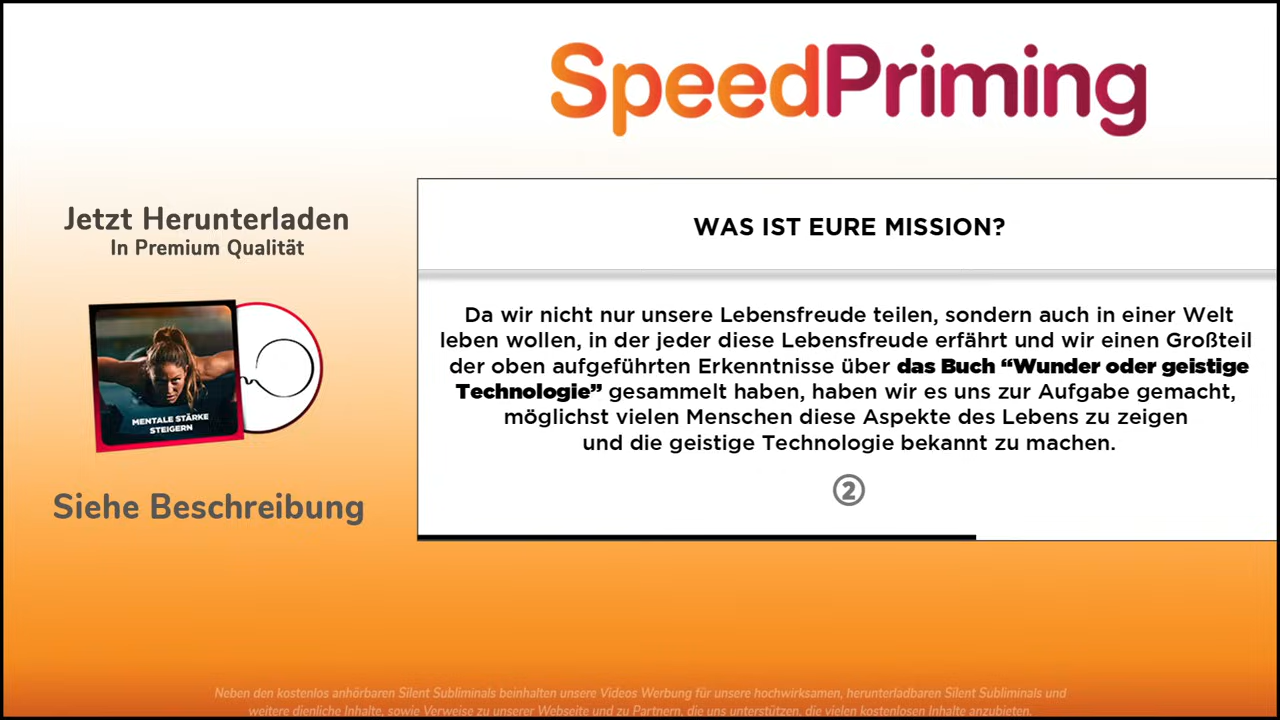 SpeedPriming
Jetzt Herunterladen
In Premium Qualität
MENTALE STÄRKE
STEIGERN
Siehe Beschreibung
WAS IST EURE MISSION?
Da wir nicht nur unsere Lebensfreude teilen, sondern auch in einer Welt
leben wollen, in der jeder diese Lebensfreude erfährt und wir einen Großteil
der oben aufgeführten Erkenntnisse über das Buch “Wunder oder geistige
Technologie” gesammelt haben, haben wir es uns zur Aufgabe gemacht,
möglichst vielen Menschen diese Aspekte des Lebens zu zeigen
und die geistige Technologie bekannt zu machen.
2
Neben den kostenlos anhörbaren Silent Subliminals beinhalten unsere Videos Werbung für unsere hochwirksamen, herunterladbaren Silent Subliminals und
weitere dienliche Inhalte, sowie Verweise zu unserer Webseite und zu Partnern, die uns unterstützen, die vielen kostenlosen Inhalte anzubieten.